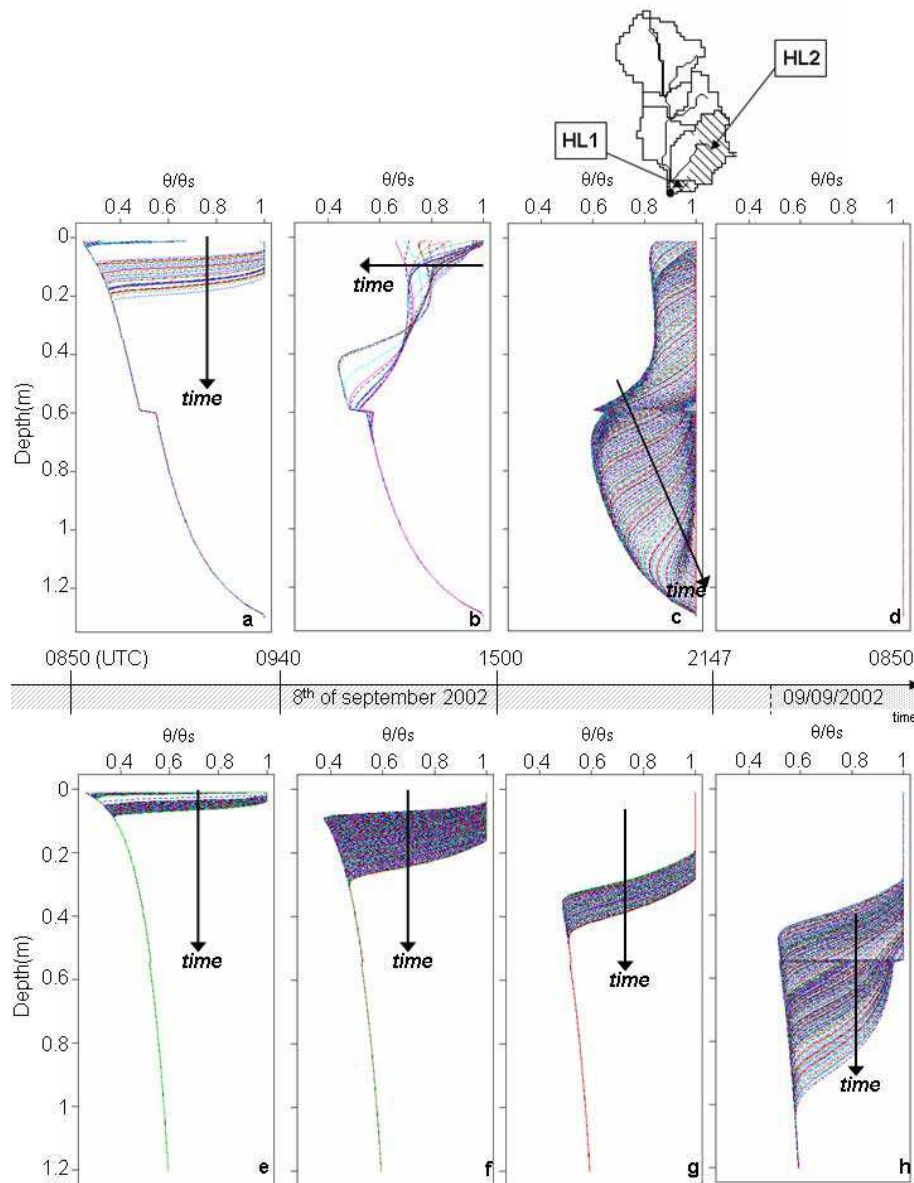 HL2
HL1
θ/θs θ/θs θ/θs θ/θs
0.4 0.6 0.8 1 0.4 0.6 0.8 1 0.4 0.6 0.8 1 0.4 0.6 0.8 1
0
0.2
0.4
0.6
0.8
1
1.2
Depth(m)
time
time
time
a b c d
0850 (UTC) 0940 1500 2147 0850
8th of september 2002 09/09/2002
time
θ/θs θ/θs θ/θs θ/θs
0.4 0.6 0.8 1 0.4 0.6 0.8 1 0.4 0.6 0.8 1 0.4 0.6 0.8 1
0
0.2
0.4
0.6
0.8
1
1.2
Depth(m)
time time time time
e f g h